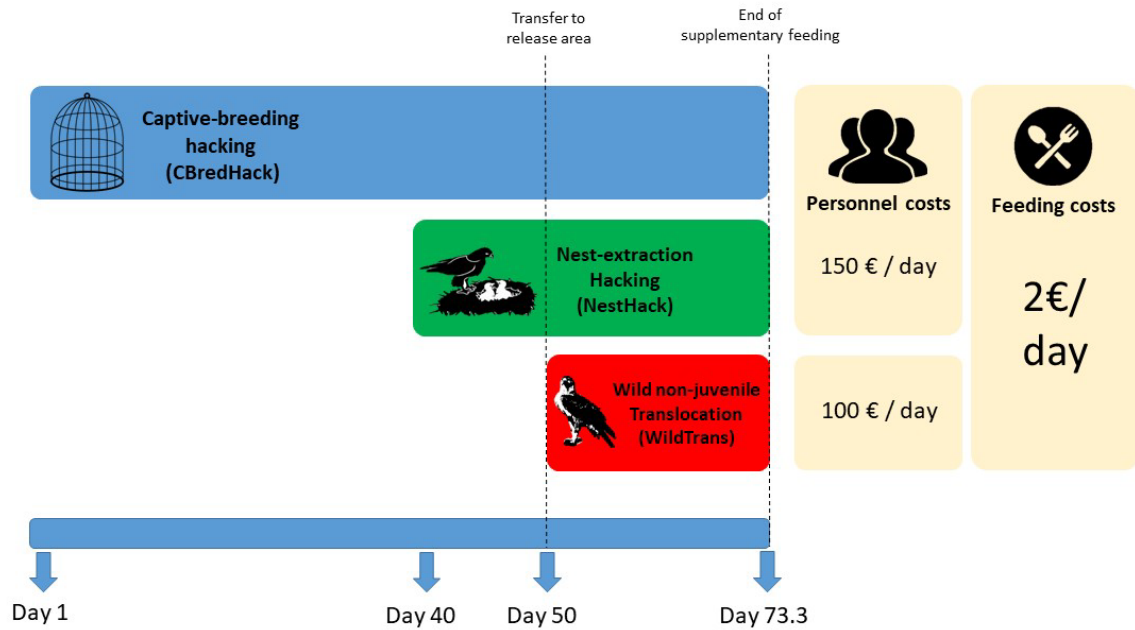 Transfer to
release area
End of
supplementary feeding
Captive-breeding
hacking
(CBredHack)
Nest-extraction
Hacking
(NestHack)
Wild non-juvenile
Translocation
(WildTrans)
Personnel costs
150 € / day
100 € / day
Feeding costs
2€/
day
Day 1
Day 40
Day 50
Day 73.3